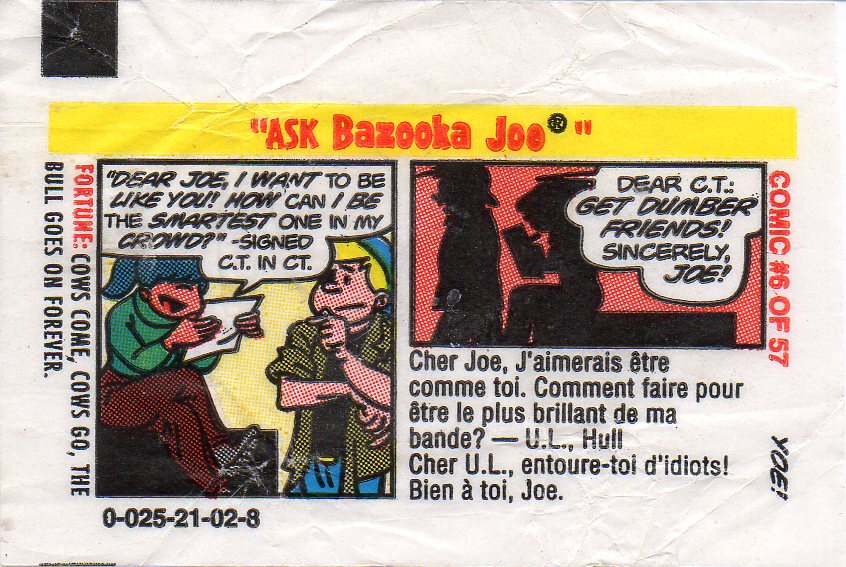 "ASK Bazooka Joe® "
"DEAR JOE, I WANT TO BE
LIKE YOU! HOW CAN I BE
THE SMARTEST ONE IN MY
CROWD?" -SIGNED
C.T. IN CT.
DEAR C.T.:
GET DUMBER
FRIENDS!
SINCERELY,
JOE!
Cher Joe, J'aimerais être
comme toi. Comment faire pour
être le plus brillant de ma
bande? — U.L., Hull
Cher U.L., entoure-toi d'idiots!
Bien à toi, Joe.
FORTUNE: COWS COME, COWS GO, THE
BULL GOES ON FOREVER.
COMIC #6 OF 57
YOE!
0-025-21-02-8